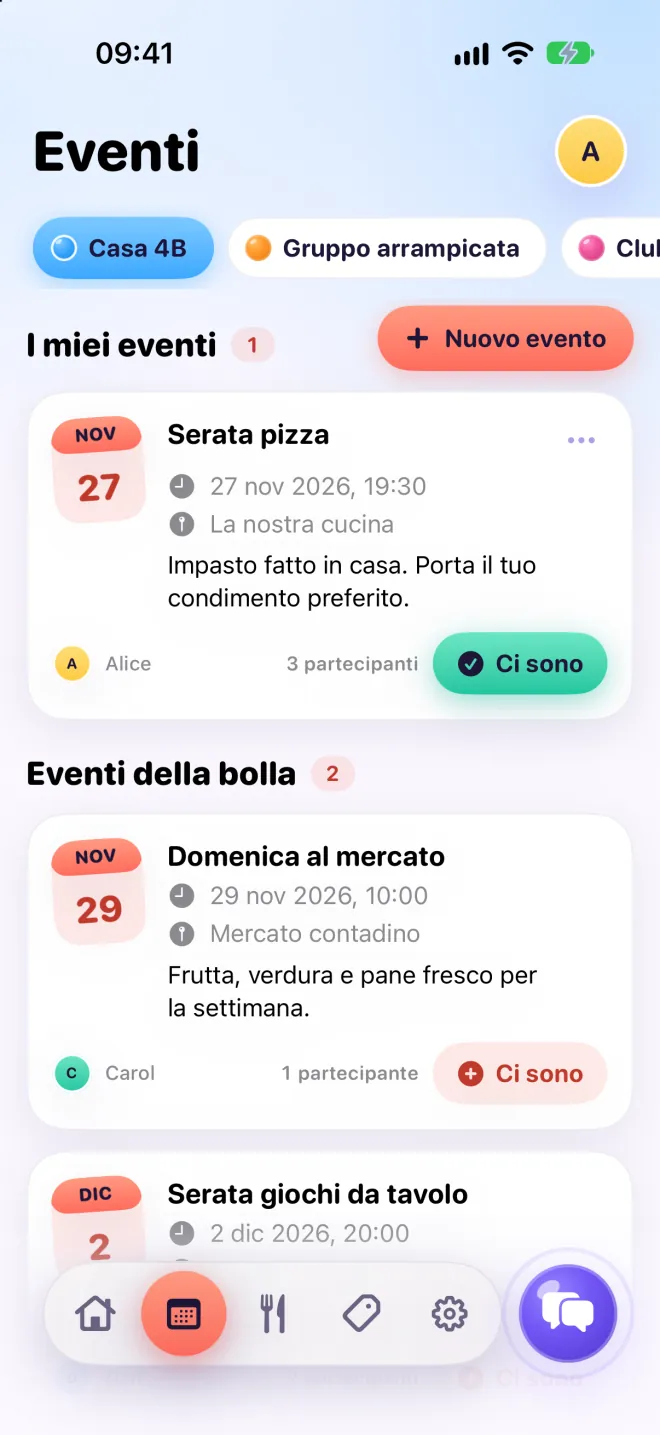 09:41
Eventi
A
Casa 4B
Gruppo arrampicata
I miei eventi 1
+ Nuovo evento
NOV
27
Serata pizza
27 nov 2026, 19:30
La nostra cucina
Impasto fatto in casa. Porta il tuo
condimento preferito.
A Alice
3 partecipanti
Ci sono
Eventi della bolla 2
NOV
29
Domenica al mercato
29 nov 2026, 10:00
Mercato contadino
Frutta, verdura e pane fresco per
la settimana.
C Carol
1 partecipante
Ci sono
DIC
2
Serata giochi da tavolo
2 dic 2026, 20:00
Ci sono